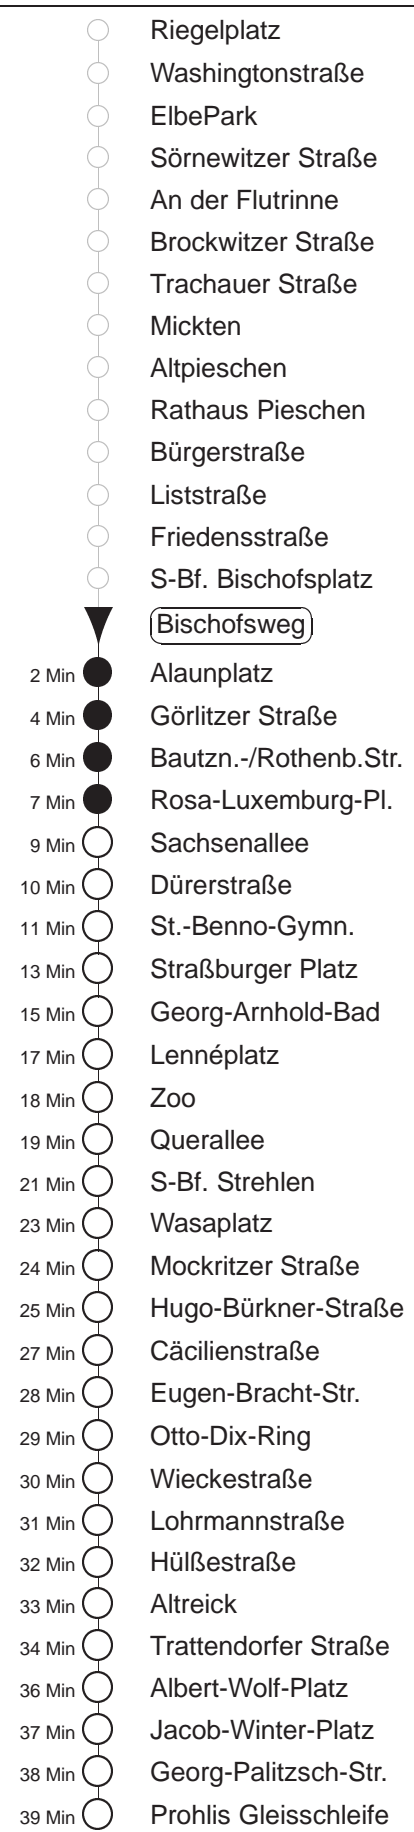 Riegelplatz
Washingtonstraße
ElbePark
Sörnewitzer Straße
An der Flutrinne
Brockwitzer Straße
Trachauer Straße
Mickten
Altpieschen
Rathaus Pieschen
Bürgerstraße
Liststraße
Friedensstraße
S-Bf. Bischofsplatz
Bischofsweg
2 Min Alaunplatz
4 Min Görlitzer Straße
6 Min Bautzn.-/Rothenb.Str.
7 Min Rosa-Luxemburg-Pl.
9 Min Sachsenallee
10 Min Dürerstraße
11 Min St.-Benno-Gymn.
13 Min Straßburger Platz
15 Min Georg-Arnhold-Bad
17 Min Lennéplatz
18 Min Zoo
19 Min Querallee
21 Min S-Bf. Strehlen
23 Min Wasaplatz
24 Min Mockritzer Straße
25 Min Hugo-Bürkner-Straße
27 Min Cäcilienstraße
28 Min Eugen-Bracht-Str.
29 Min Otto-Dix-Ring
30 Min Wieckestraße
31 Min Lohrmannstraße
32 Min Hülßestraße
33 Min Altreick
34 Min Trattendorfer Straße
36 Min Albert-Wolf-Platz
37 Min Jacob-Winter-Platz
38 Min Georg-Palitzsch-Str.
39 Min Prohlis Gleisschleife